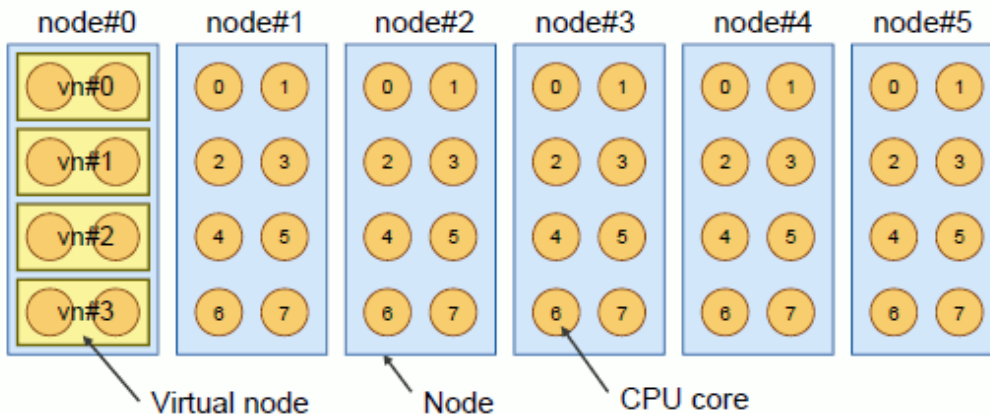 node#0 node#1 node#2 node#3 node#4 node#5
vn#0 0 1 0 1 0 1 0 1 0 1
vn#1 2 3 2 3 2 3 2 3 2 3
vn#2 4 5 4 5 4 5 4 5 4 5
vn#3 6 7 6 7 6 7 6 7 6 7
Virtual node Node CPU core